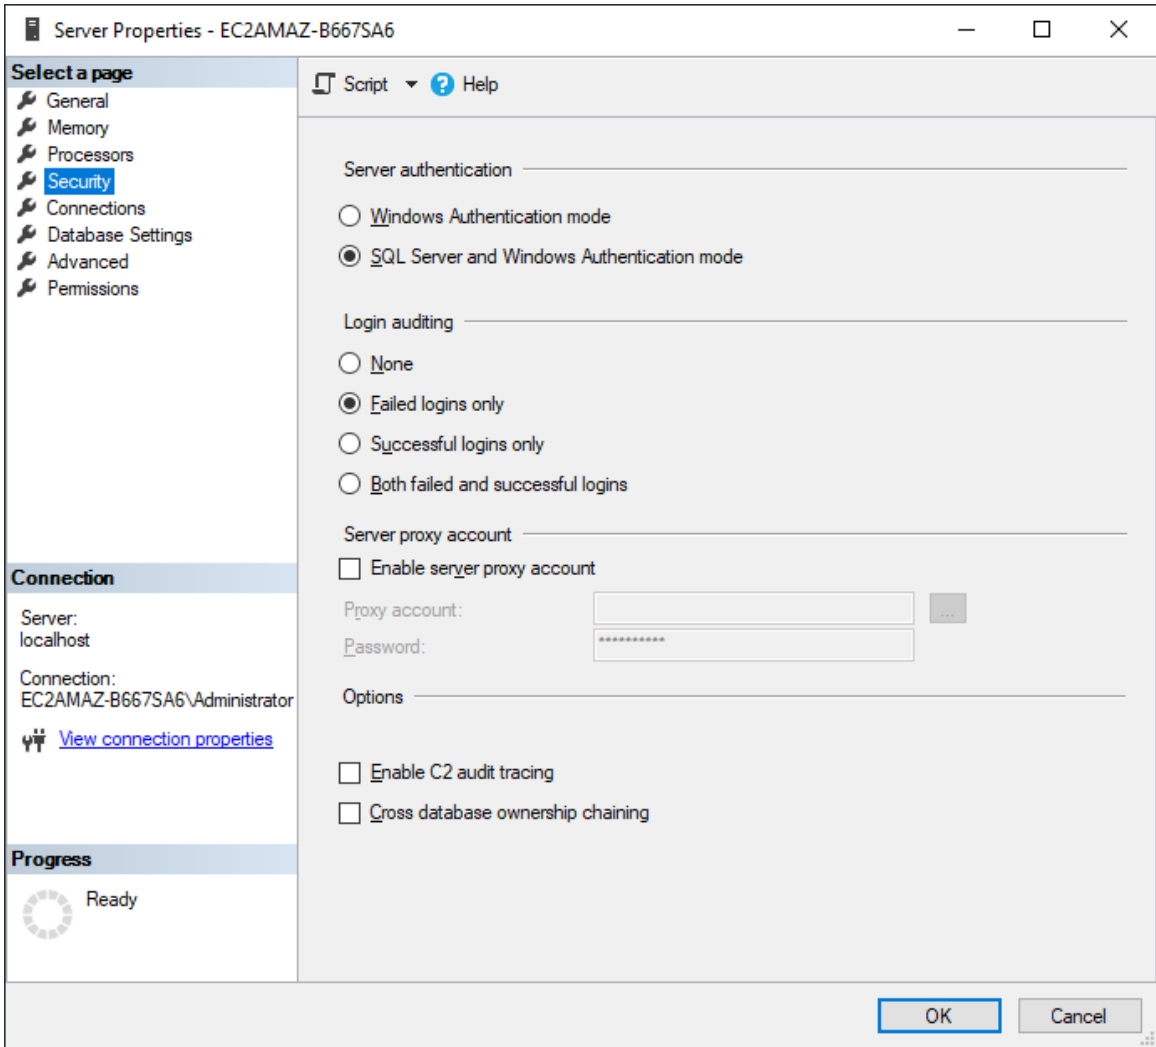 Server Properties - EC2AMAZ-B667SA6
Select a page
General
Memory
Processors
Security
Connections
Database Settings
Advanced
Permissions
Script
Help
Server authentication
Windows Authentication mode
SQL Server and Windows Authentication mode
Login auditing
None
Failed logins only
Successful logins only
Both failed and successful logins
Server proxy account
Enable server proxy account
Proxy account:
...
Password:
**********
Options
Enable C2 audit tracing
Cross database ownership chaining
Connection
Server:
localhost
Connection:
EC2AMAZ-B667SA6\Administrator
View connection properties
Progress
Ready
OK
Cancel